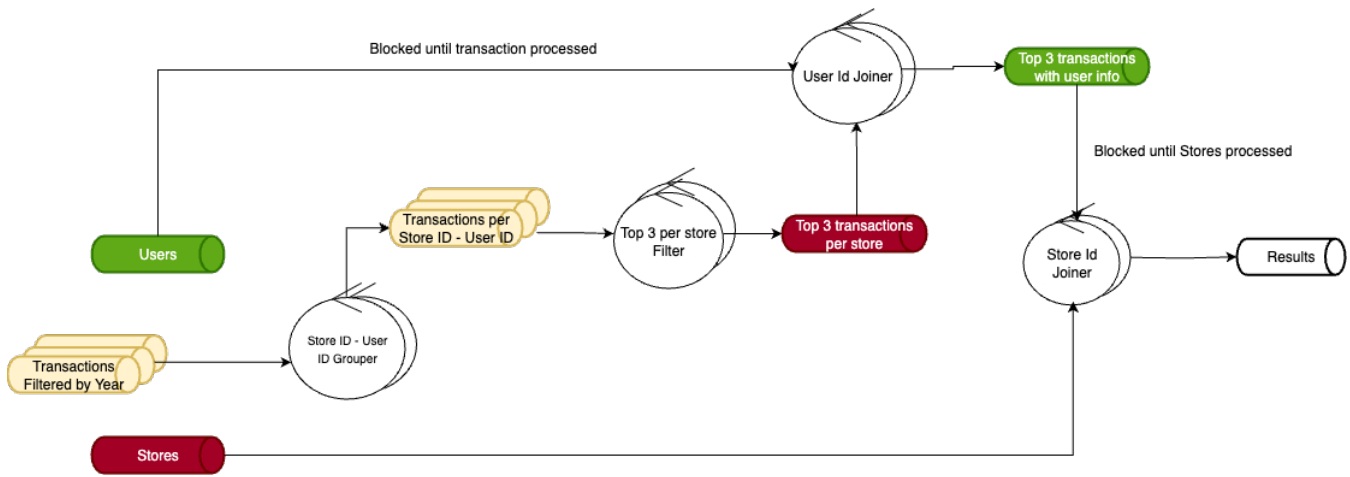 Blocked until transaction processed
User Id Joiner
Top 3 transactions
with user info
Blocked until Stores processed
Transactions per
Store ID - User ID
Top 3 per store
Filter
Top 3 transactions
per store
Users
Store Id
Joiner
Results
Store ID - User
ID Grouper
Transactions
Filtered by Year
Stores